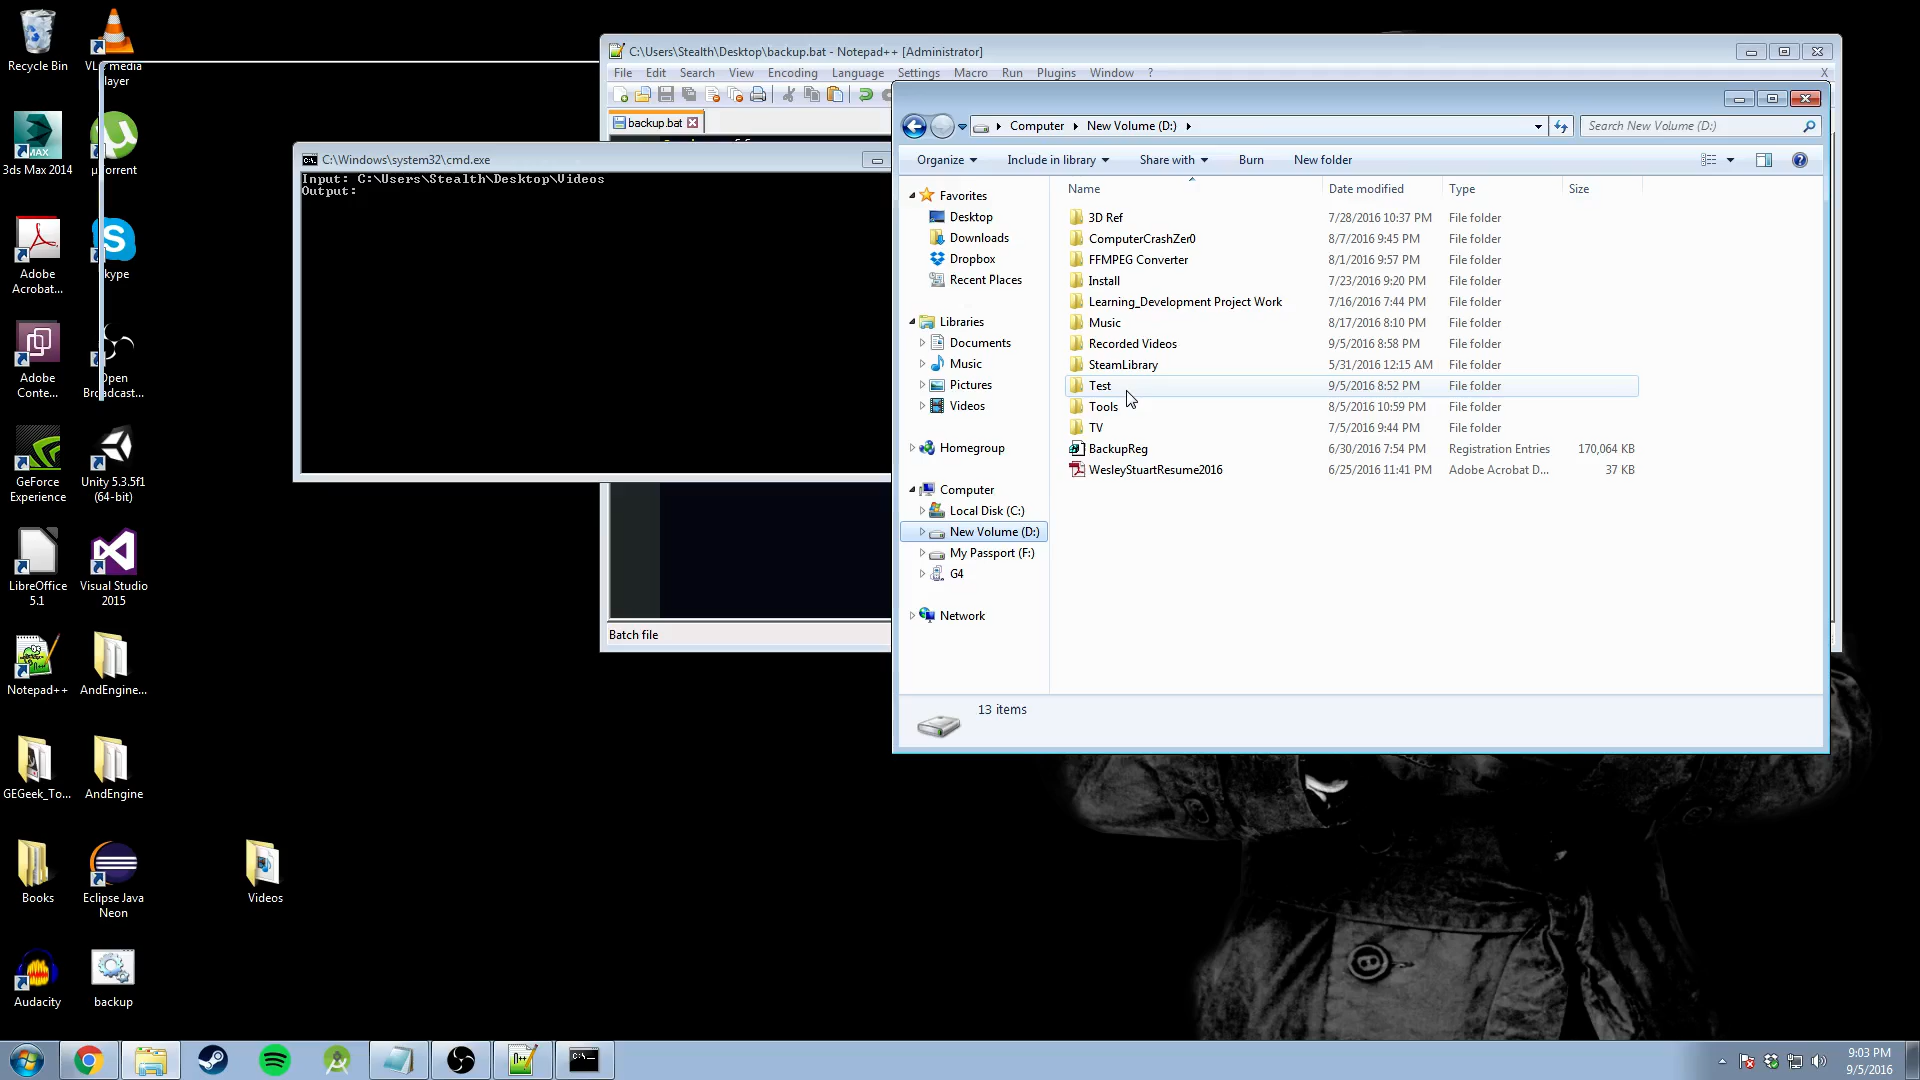 Recycle Bin
VLC media
layer
3ds Max 2014
µTorrent
Adobe
Acrobat...
kype
Adobe
Conte...
Open
Broadcast...
GeForce
Experience
Unity 5.3.5f1
(64-bit)
LibreOffice
5.1
Visual Studio
2015
Notepad++
AndEngine...
GEGeek_To...
AndEngine
Books
Eclipse Java
Neon
Videos
Audacity
backup
C:\Users\Stealth\Desktop\backup.bat - Notepad++ [Administrator]
File Edit Search View Encoding Language Settings Macro Run Plugins Window ?
X
backup.bat
Batch file
C:\Windows\system32\cmd.exe
Input: C:\Users\Stealth\Desktop\Videos
Output:
Computer New Volume (D:)
Search New Volume (D:)
Organize Include in library Share with Burn New folder
Favorites
Desktop
Downloads
Dropbox
Recent Places
Libraries
Documents
Music
Pictures
Videos
Homegroup
Computer
Local Disk (C:)
New Volume (D:)
My Passport (F:)
G4
Network
Name Date modified Type Size
3D Ref 7/28/2016 10:37 PM File folder
ComputerCrashZer0 8/7/2016 9:45 PM File folder
FFMPEG Converter 8/1/2016 9:57 PM File folder
Install 7/23/2016 9:20 PM File folder
Learning_Development Project Work 7/16/2016 7:44 PM File folder
Music 8/17/2016 8:10 PM File folder
Recorded Videos 9/5/2016 8:58 PM File folder
SteamLibrary 5/31/2016 12:15 AM File folder
Test 9/5/2016 8:52 PM File folder
Tools 8/5/2016 10:59 PM File folder
TV 7/5/2016 9:44 PM File folder
BackupReg 6/30/2016 7:54 PM Registration Entries 170,064 KB
WesleyStuartResume2016 6/25/2016 11:41 PM Adobe Acrobat D... 37 KB
13 items
9:03 PM
9/5/2016